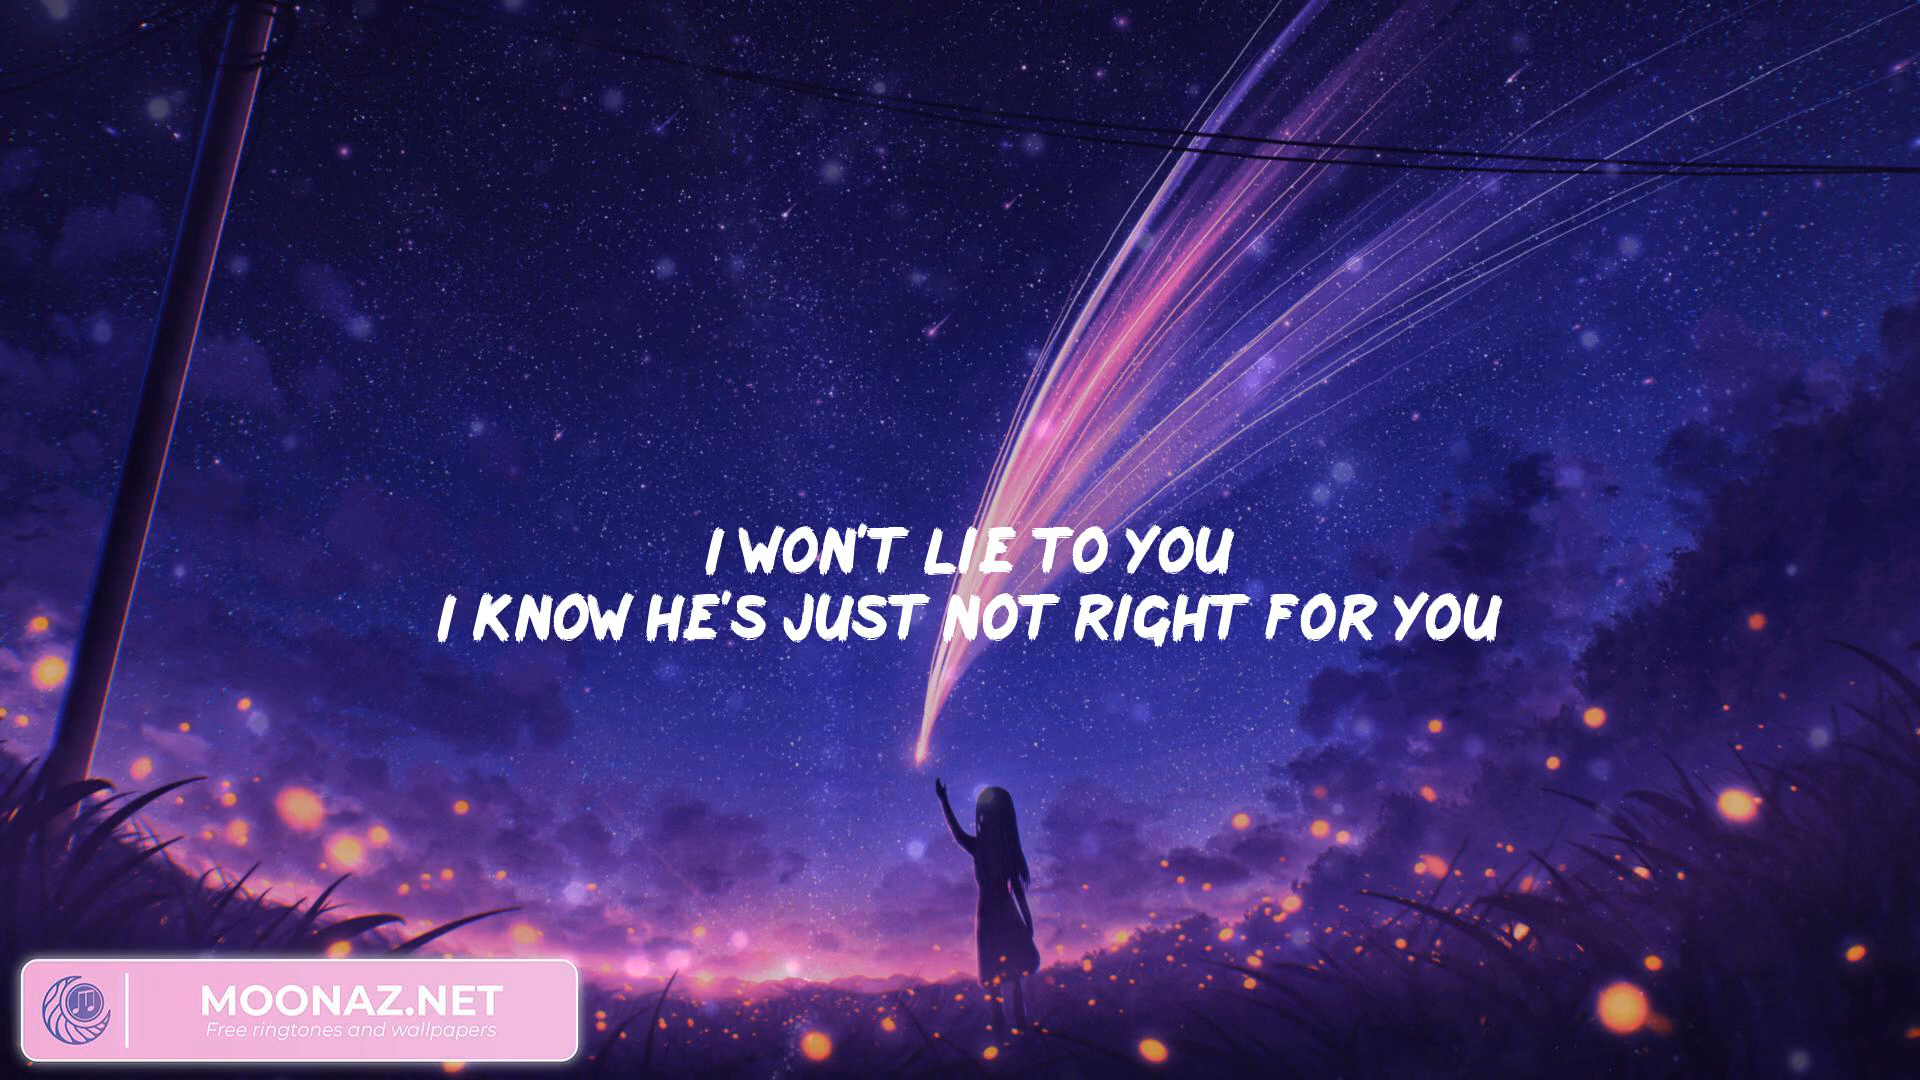 I WON'T LIE TO YOU
I KNOW HE'S JUST NOT RIGHT FOR YOU
MOONAZ.NET
Free ringtones and wallpapers